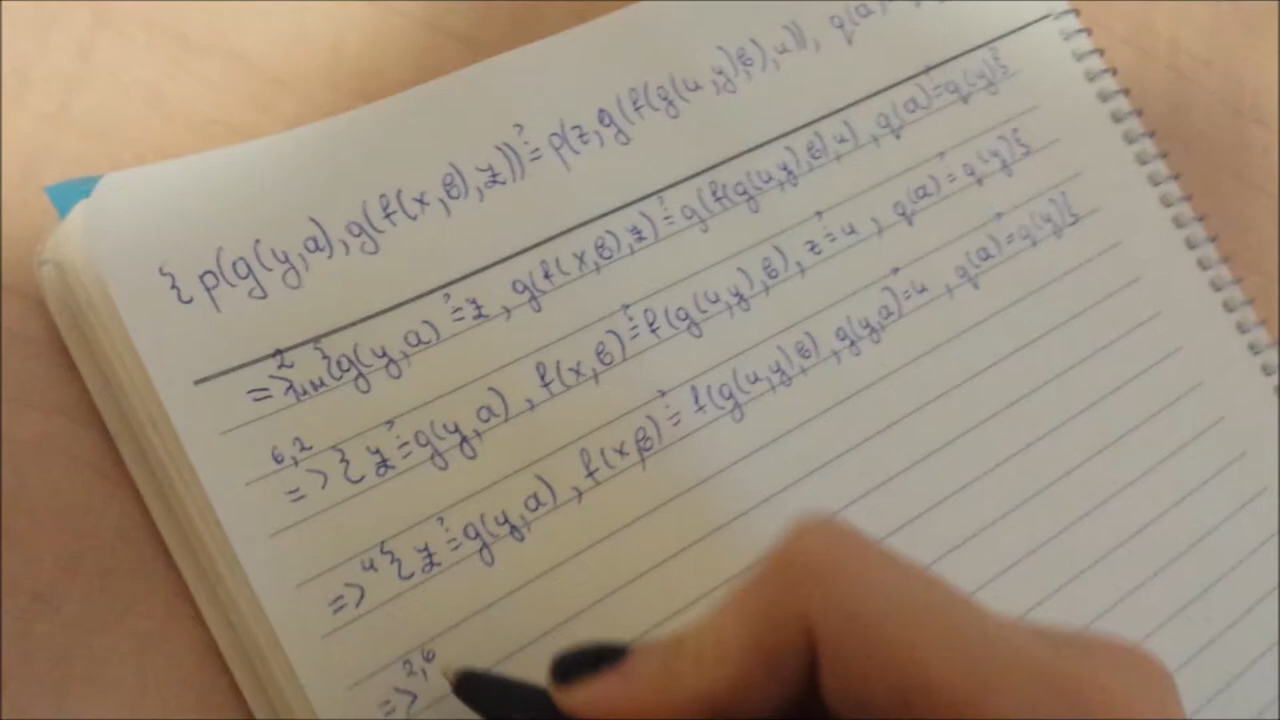 { p(g(y,a), g(f(x,b),z)) ≟ p(z, g(f(g(u,y),b),u)), q(a)
=>² {g(y,a) ≟ z, g(f(x,b),z) ≟ g(f(g(u,y),b),u), q(a) ≟ q(y)}
=>⁶,² { z ≟ g(y,a), f(x,b) ≟ f(g(u,y),b), z ≟ u, q(a) ≟ q(y)}
=>⁴ { z ≟ g(y,a), f(x,b) ≟ f(g(u,y),b), g(y,a) ≟ u, q(a) ≟ q(y)}
=>²,⁶